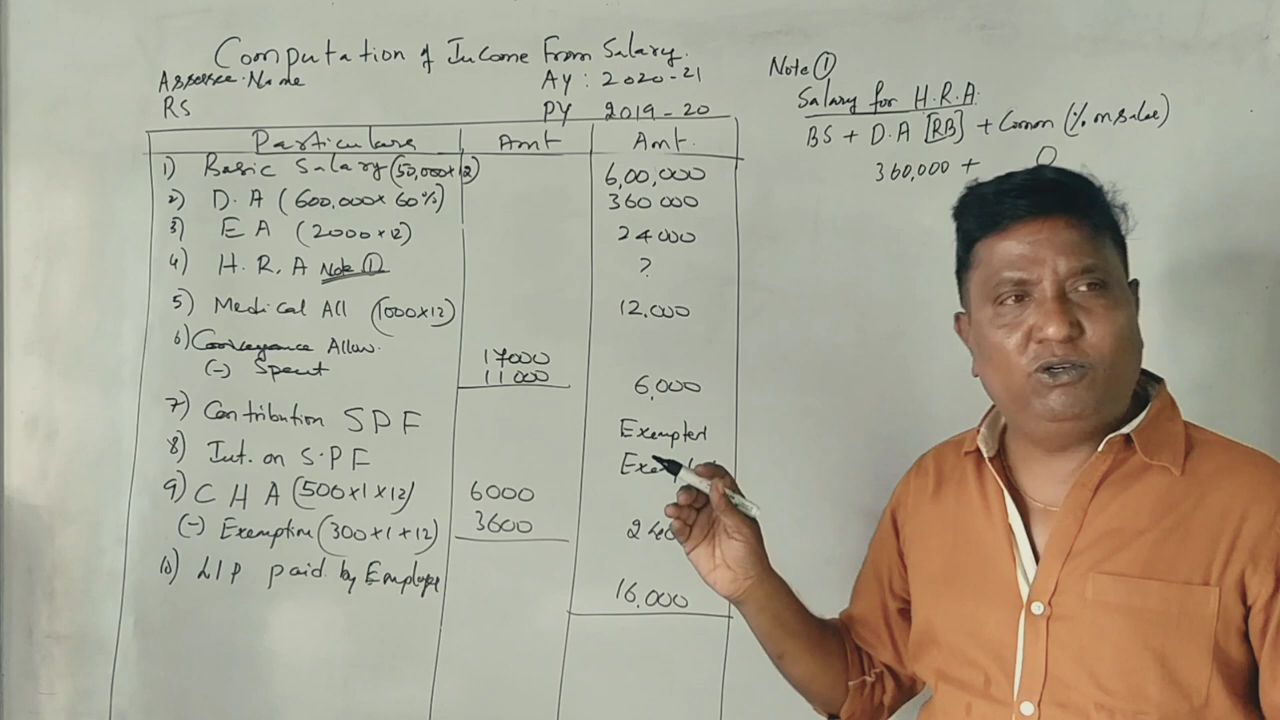 Computation of Income From Salary.
Assessee Name AY : 2020-21
RS PY 2019-20
Particulars Amt Amt.
1) Basic Salary (50,000x12) 6,00,000
2) D.A (600,000x 60%) 360 000
3) EA (2000x12) 24000
4) H.R.A Note ① ?
5) Medical All (1000x12) 12.000
6) Conveyance Allow. 17000
(-) Spent 11000 6,000
7) Contribution SPF Exempted
8) Int. on S.P.F
9) C H A (500x1x12) 6000
(-) Exemption (300x1+12) 3600
10) LIP paid by Employer 16,000
Note ①
Salary for H.R.A.
BS + D.A [RB] + Comm (% on sales)
360,000 +